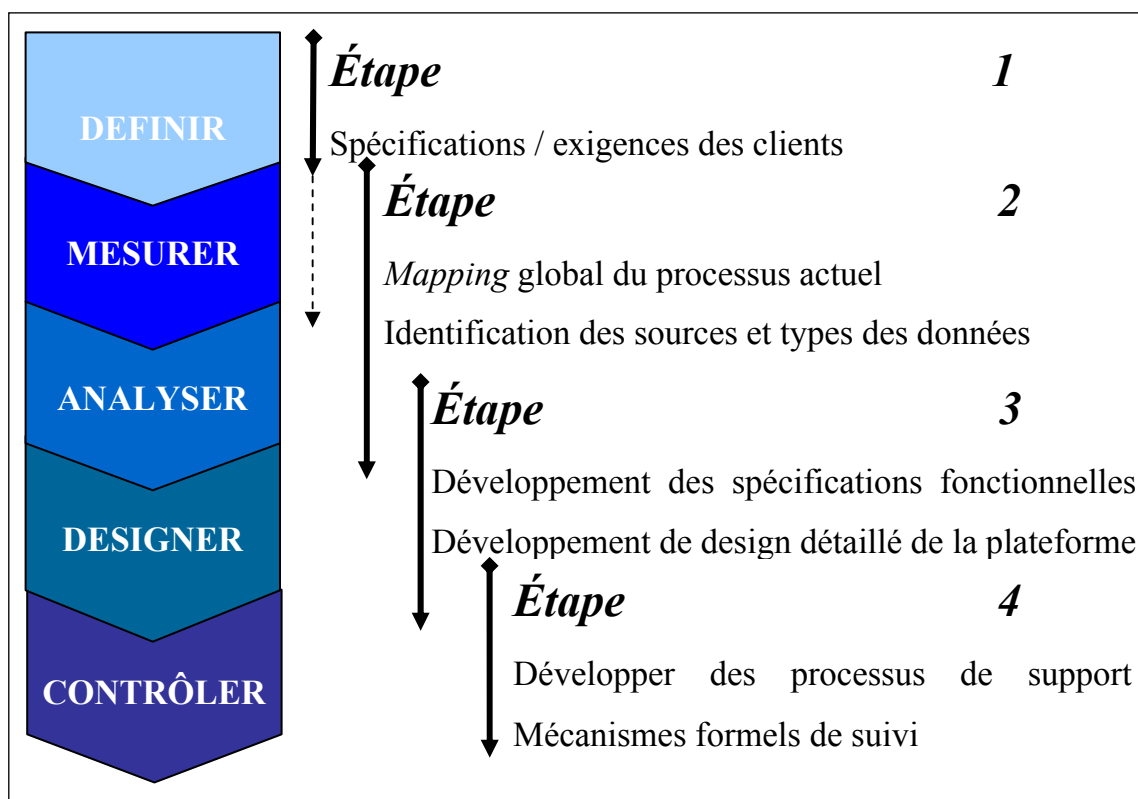 Étape 1
DEFINIR
Spécifications / exigences des clients
Étape 2
MESURER
Mapping global du processus actuel
Identification des sources et types des données
ANALYSER
Étape 3
Développement des spécifications fonctionnelles
DESIGNER
Développement de design détaillé de la plateforme
Étape 4
CONTRÔLER
Développer des processus de support
Mécanismes formels de suivi